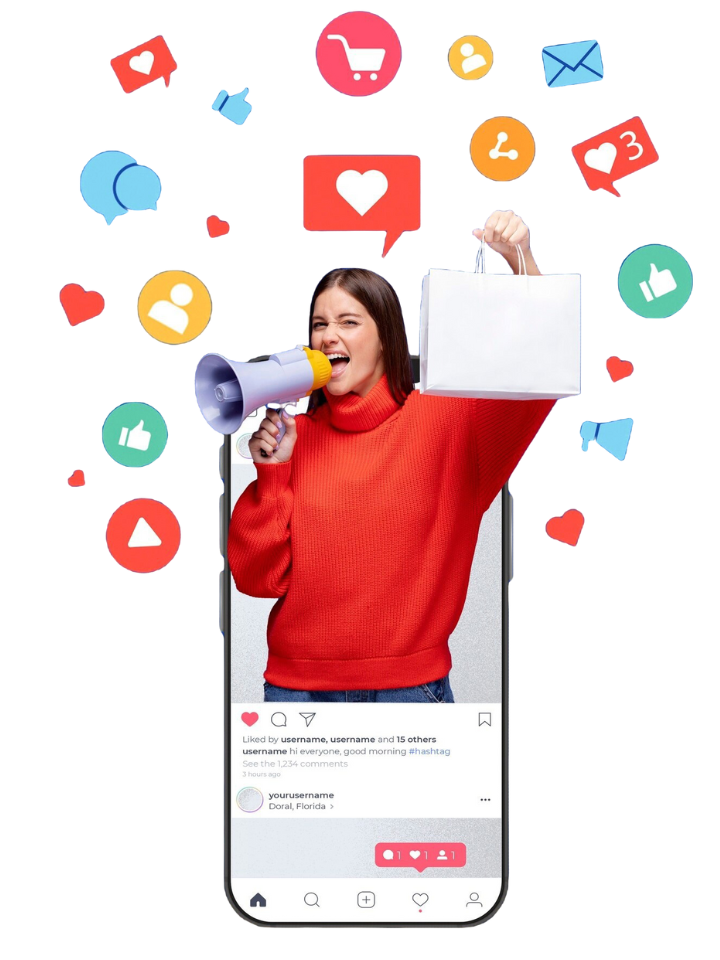 3
Liked by username, username and 15 others
username hi everyone, good morning #hashtag
See the 1,234 comments
3 hours ago
yourusername
Doral, Florida >
1 1 1